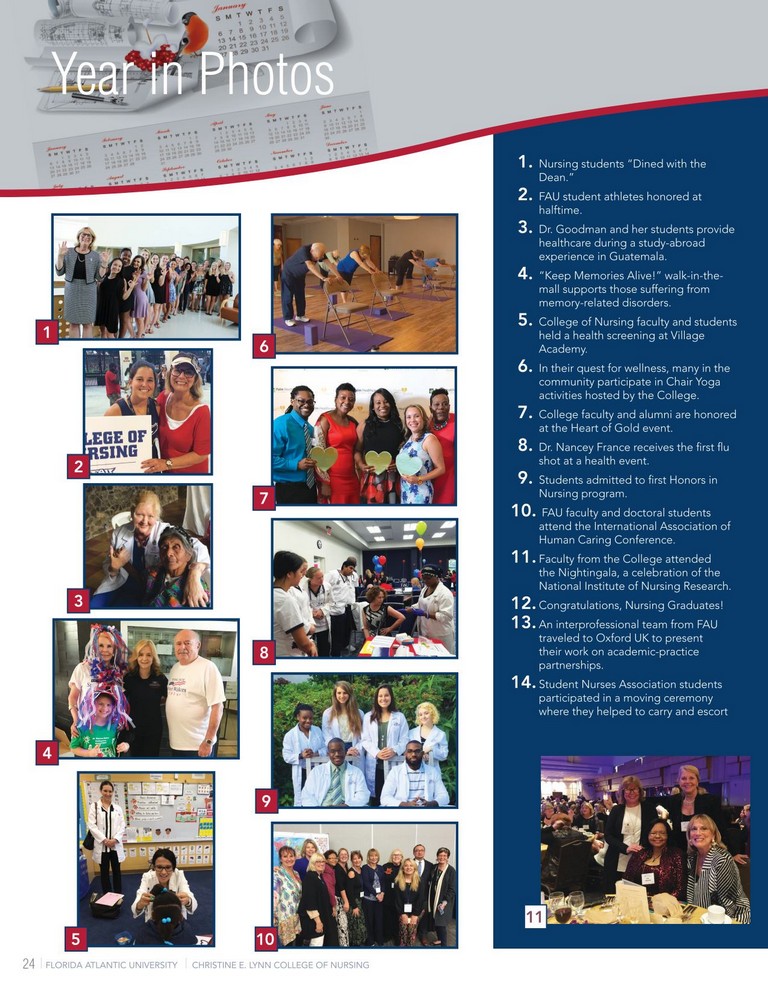 Year in Photos
January
S M T W T F S
1. Nursing students “Dined with the
Dean.”
2. FAU student athletes honored at
halftime.
3. Dr. Goodman and her students provide
healthcare during a study-abroad
experience in Guatemala.
4. “Keep Memories Alive!” walk-in-the-
mall supports those suffering from
memory-related disorders.
5. College of Nursing faculty and students
held a health screening at Village
Academy.
6. In their quest for wellness, many in the
community participate in Chair Yoga
activities hosted by the College.
7. College faculty and alumni are honored
at the Heart of Gold event.
8. Dr. Nancey France receives the first flu
shot at a health event.
9. Students admitted to first Honors in
Nursing program.
10. FAU faculty and doctoral students
attend the International Association of
Human Caring Conference.
11. Faculty from the College attended
the Nightingala, a celebration of the
National Institute of Nursing Research.
12. Congratulations, Nursing Graduates!
13. An interprofessional team from FAU
traveled to Oxford UK to present
their work on academic-practice
partnerships.
14. Student Nurses Association students
participated in a moving ceremony
where they helped to carry and escort
1
2
LEGE OF
RSING
3
4
5
6
7
8
9
10
11
24 FLORIDA ATLANTIC UNIVERSITY CHRISTINE E. LYNN COLLEGE OF NURSING